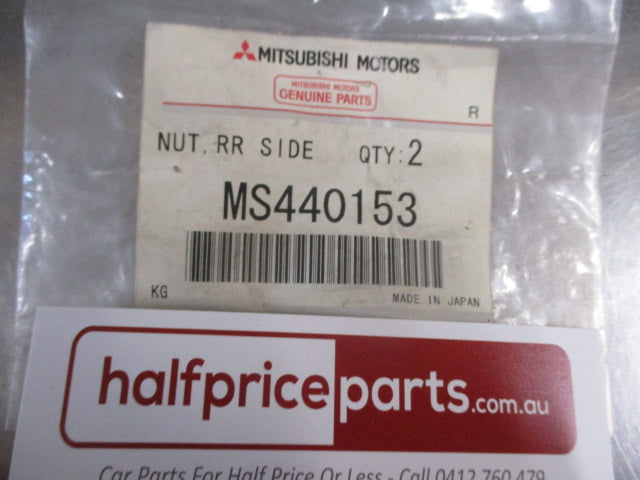 MITSUBISHI MOTORS
MITSUBISHI MOTORS
GENUINE PARTS
R
NUT, RR SIDE QTY:2
MS440153
KG MADE IN JAPAN
halfpriceparts.com.au
Car Parts For Half Price Or Less - Call 0412 760 479